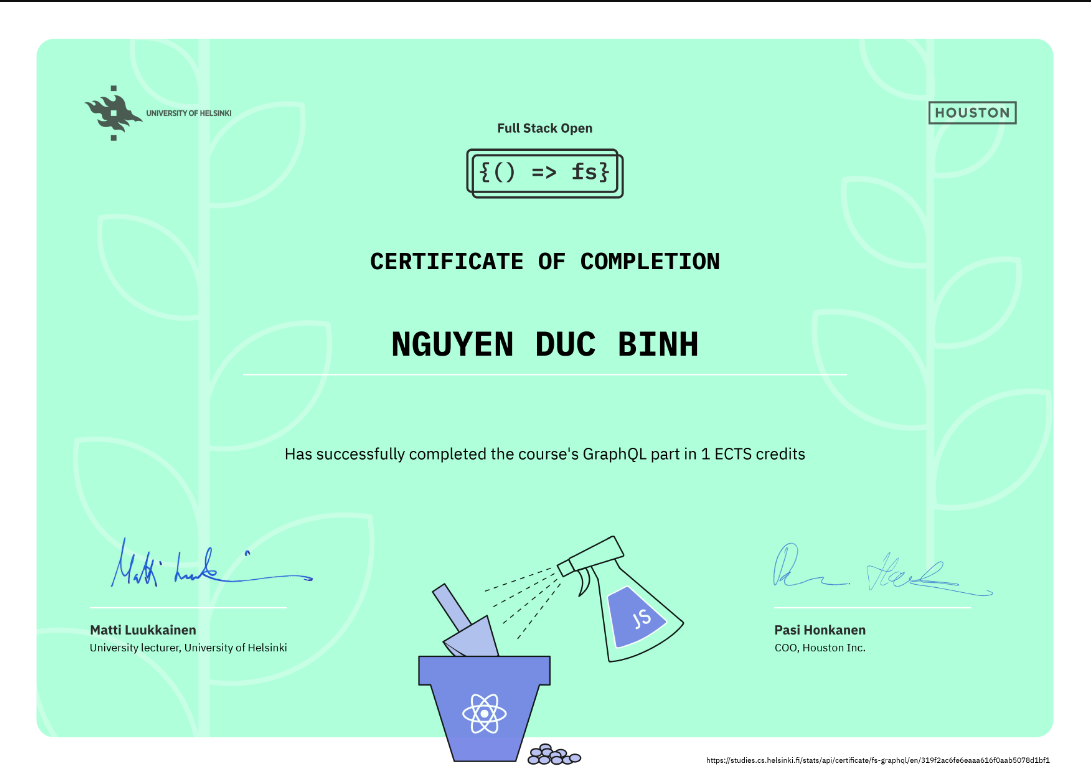 UNIVERSITY OF HELSINKI
HOUSTON
Full Stack Open
{() => fs}
CERTIFICATE OF COMPLETION
NGUYEN DUC BINH
Has successfully completed the course's GraphQL part in 1 ECTS credits
JS
Matti Luukkainen
University lecturer, University of Helsinki
Pasi Honkanen
COO, Houston Inc.
https://studies.cs.helsinki.fi/stats/api/certificate/fs-graphql/en/319f2ac6fe6eaaa616f0aab5078d1bf1